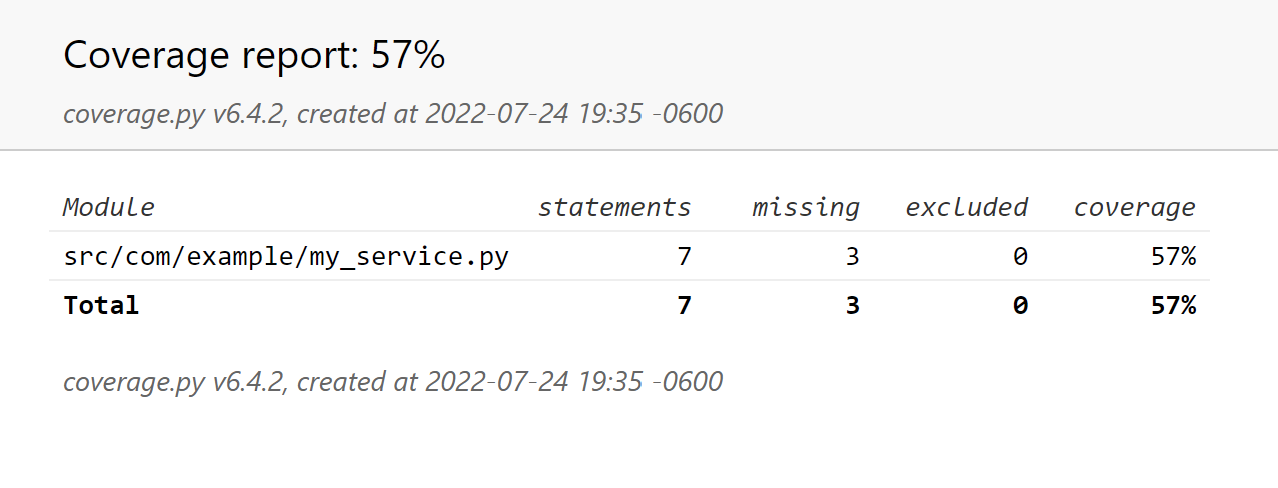 Coverage report: 57%
coverage.py v6.4.2, created at 2022-07-24 19:35 -0600
Module statements missing excluded coverage
src/com/example/my_service.py 7 3 0 57%
Total 7 3 0 57%
coverage.py v6.4.2, created at 2022-07-24 19:35 -0600